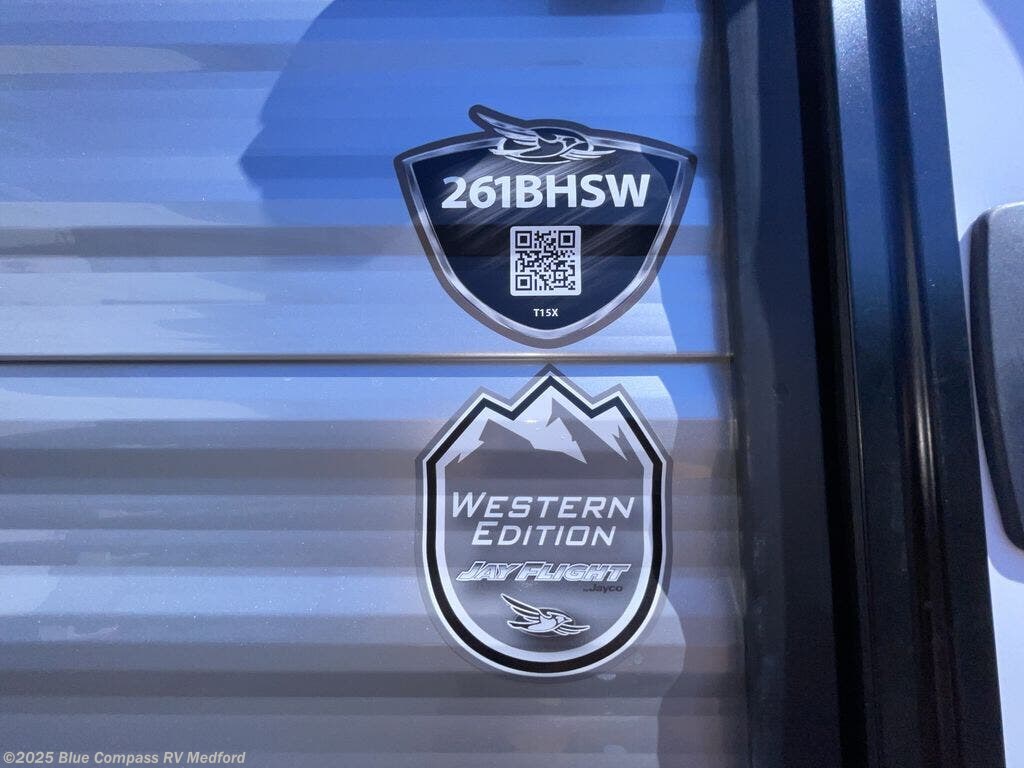 261BHSW
T15X
WESTERN
EDITION
JAY FLIGHT
by Jayco
©2025 Blue Compass RV Medford